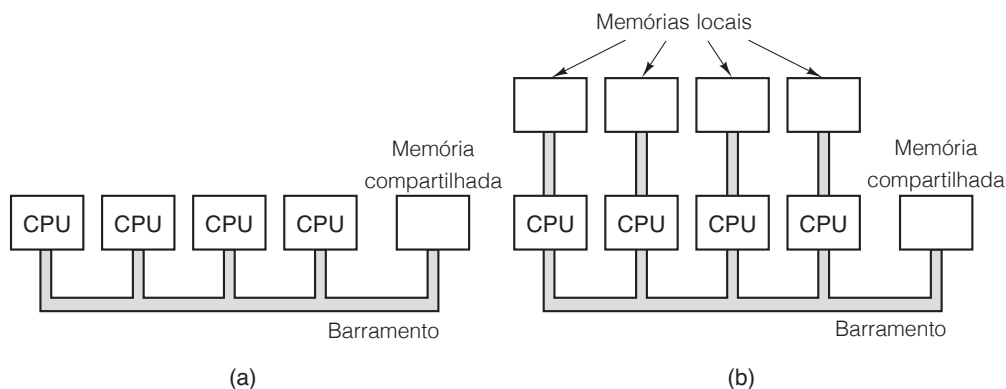 Memórias locais
Memória
compartilhada
CPU CPU CPU CPU
Barramento
(a)
Memória
compartilhada
CPU CPU CPU CPU
Barramento
(b)